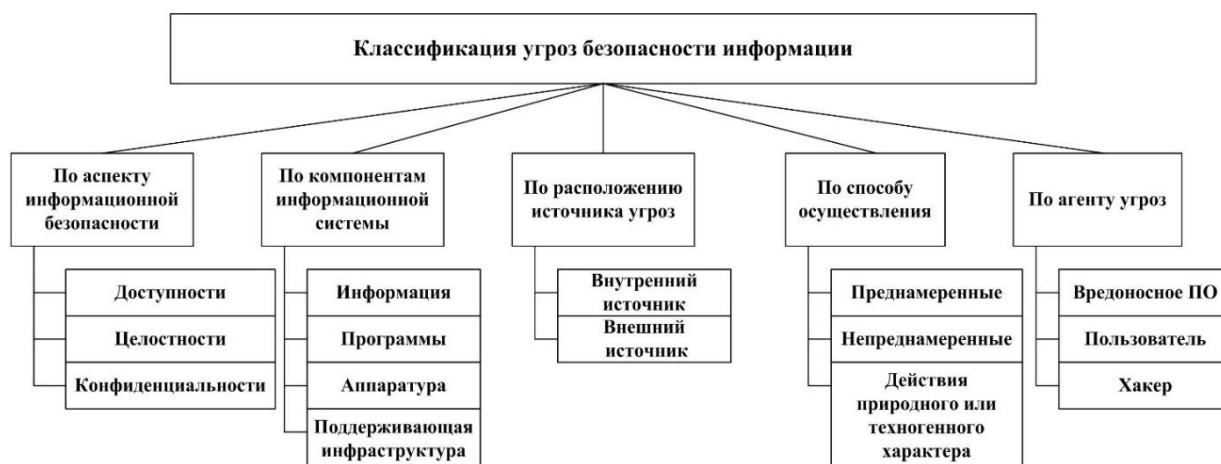 Классификация угроз безопасности информации
По аспекту
информационной
безопасности
Доступности
Целостности
Конфиденциальности
По компонентам
информационной
системы
Информация
Программы
Аппаратура
Поддерживающая
инфраструктура
По расположению
источника угроз
Внутренний
источник
Внешний
источник
По способу
осуществления
Преднамеренные
Непреднамеренные
Действия
природного или
техногенного
характера
По агенту угроз
Вредоносное ПО
Пользователь
Хакер